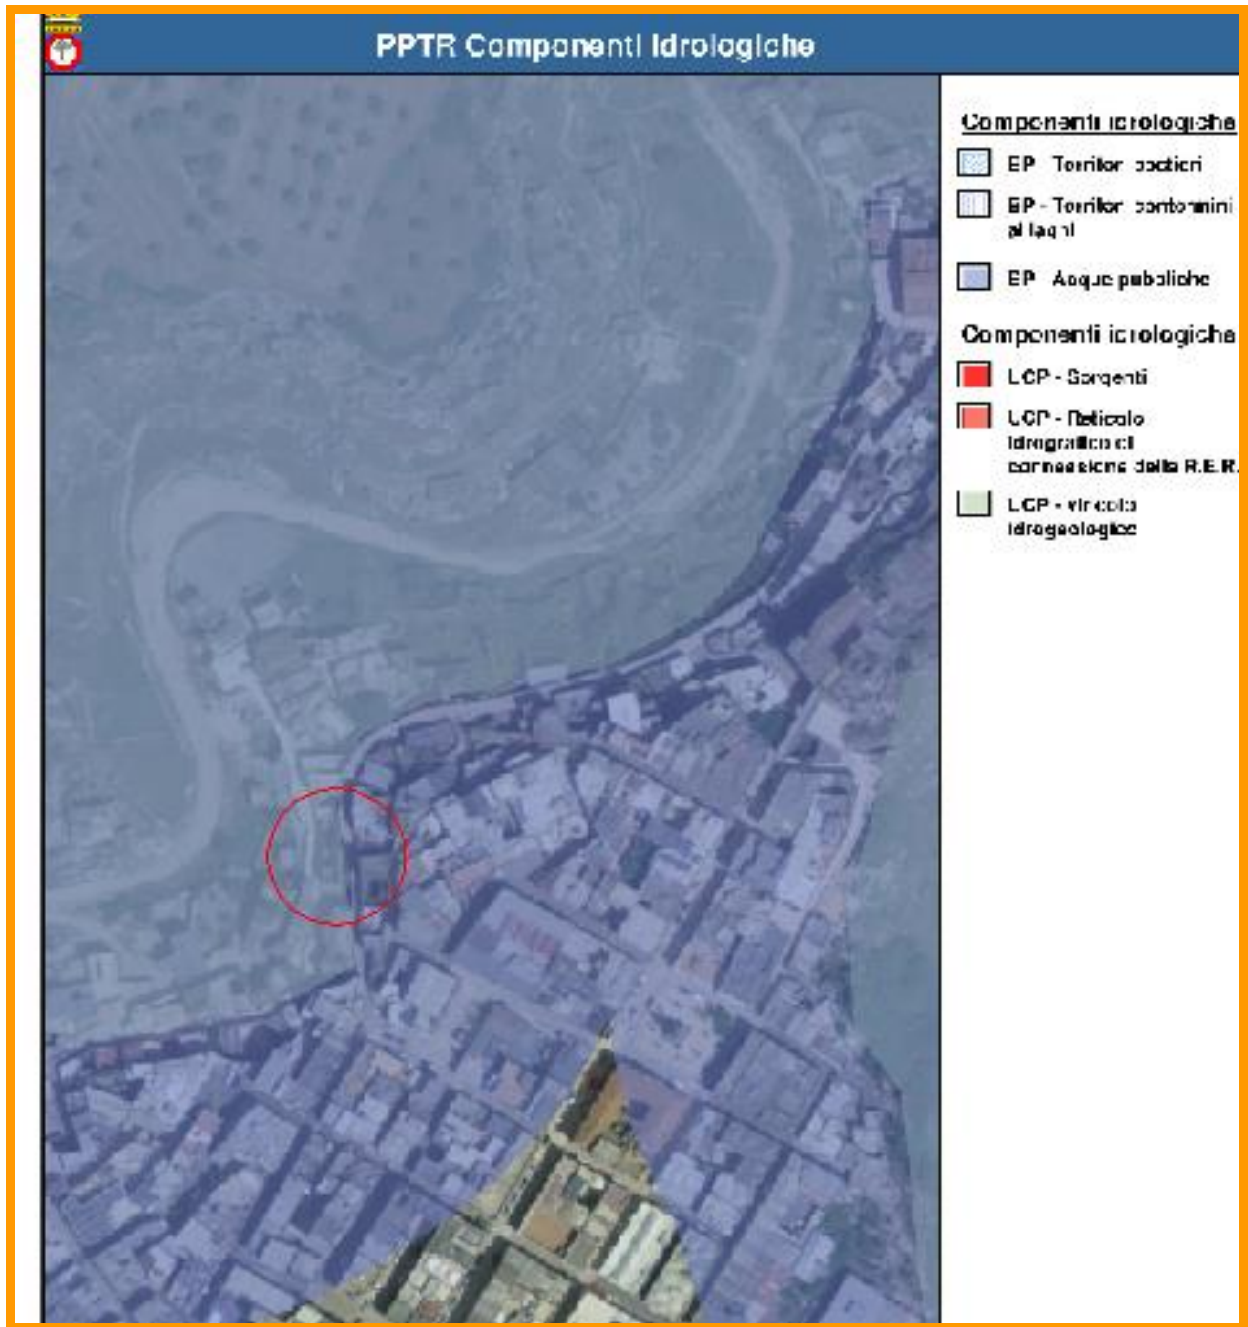 PPTR Componenti Idrologiche
Componenti idrologiche
BP - Territori costieri
BP - Territori contermini
ai laghi
BP - Acque pubbliche
Componenti idrologiche
UCP - Sorgenti
UCP - Reticolo
idrografico di
connessione della R.E.R.
UCP - vincolo
idrogeologico